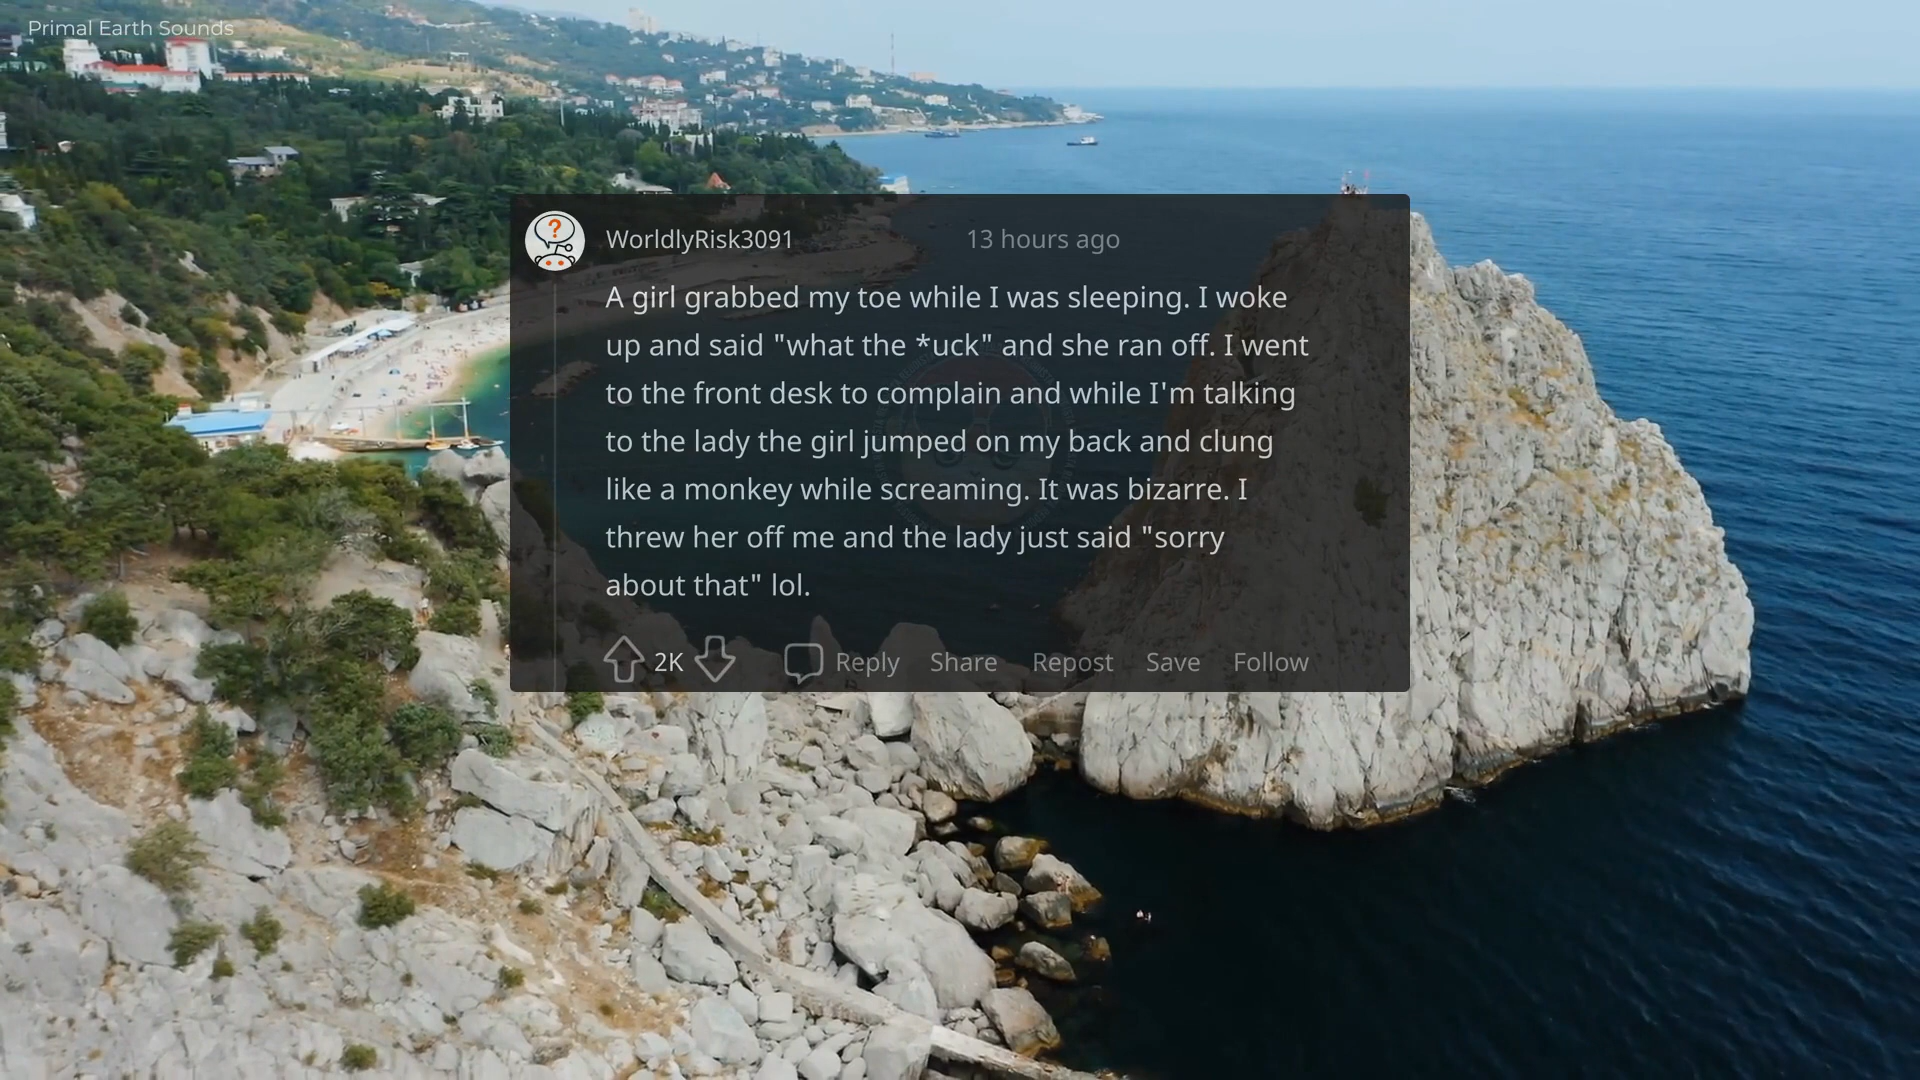 Primal Earth Sounds
WorldlyRisk3091 13 hours ago
A girl grabbed my toe while I was sleeping. I woke
up and said "what the *uck" and she ran off. I went
to the front desk to complain and while I'm talking
to the lady the girl jumped on my back and clung
like a monkey while screaming. It was bizarre. I
threw her off me and the lady just said "sorry
about that" lol.
2K Reply Share Repost Save Follow